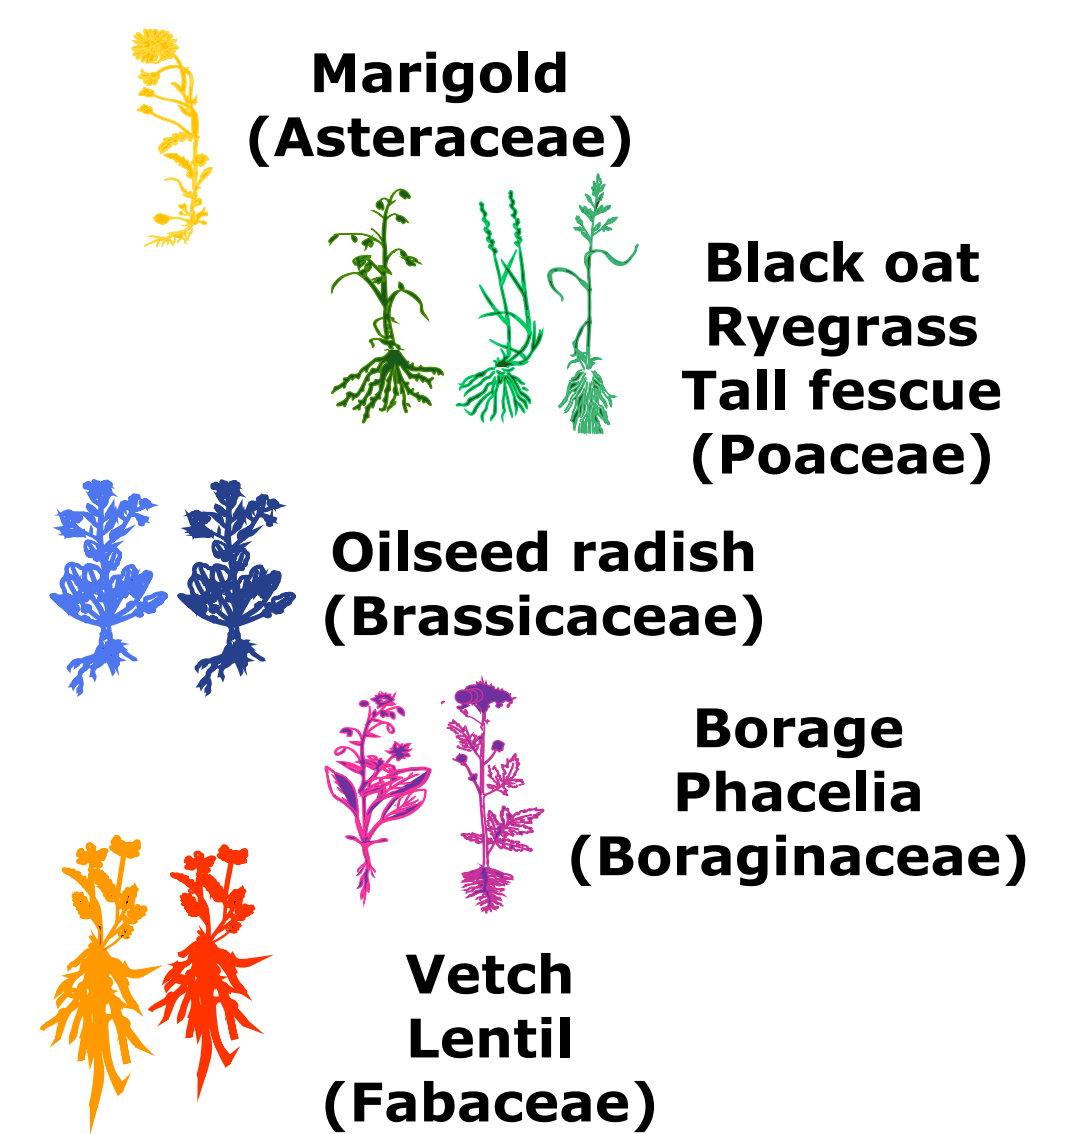 Marigold
(Asteraceae)
Black oat
Ryegrass
Tall fescue
(Poaceae)
Oilseed radish
(Brassicaceae)
Borage
Phacelia
(Boraginaceae)
Vetch
Lentil
(Fabaceae)